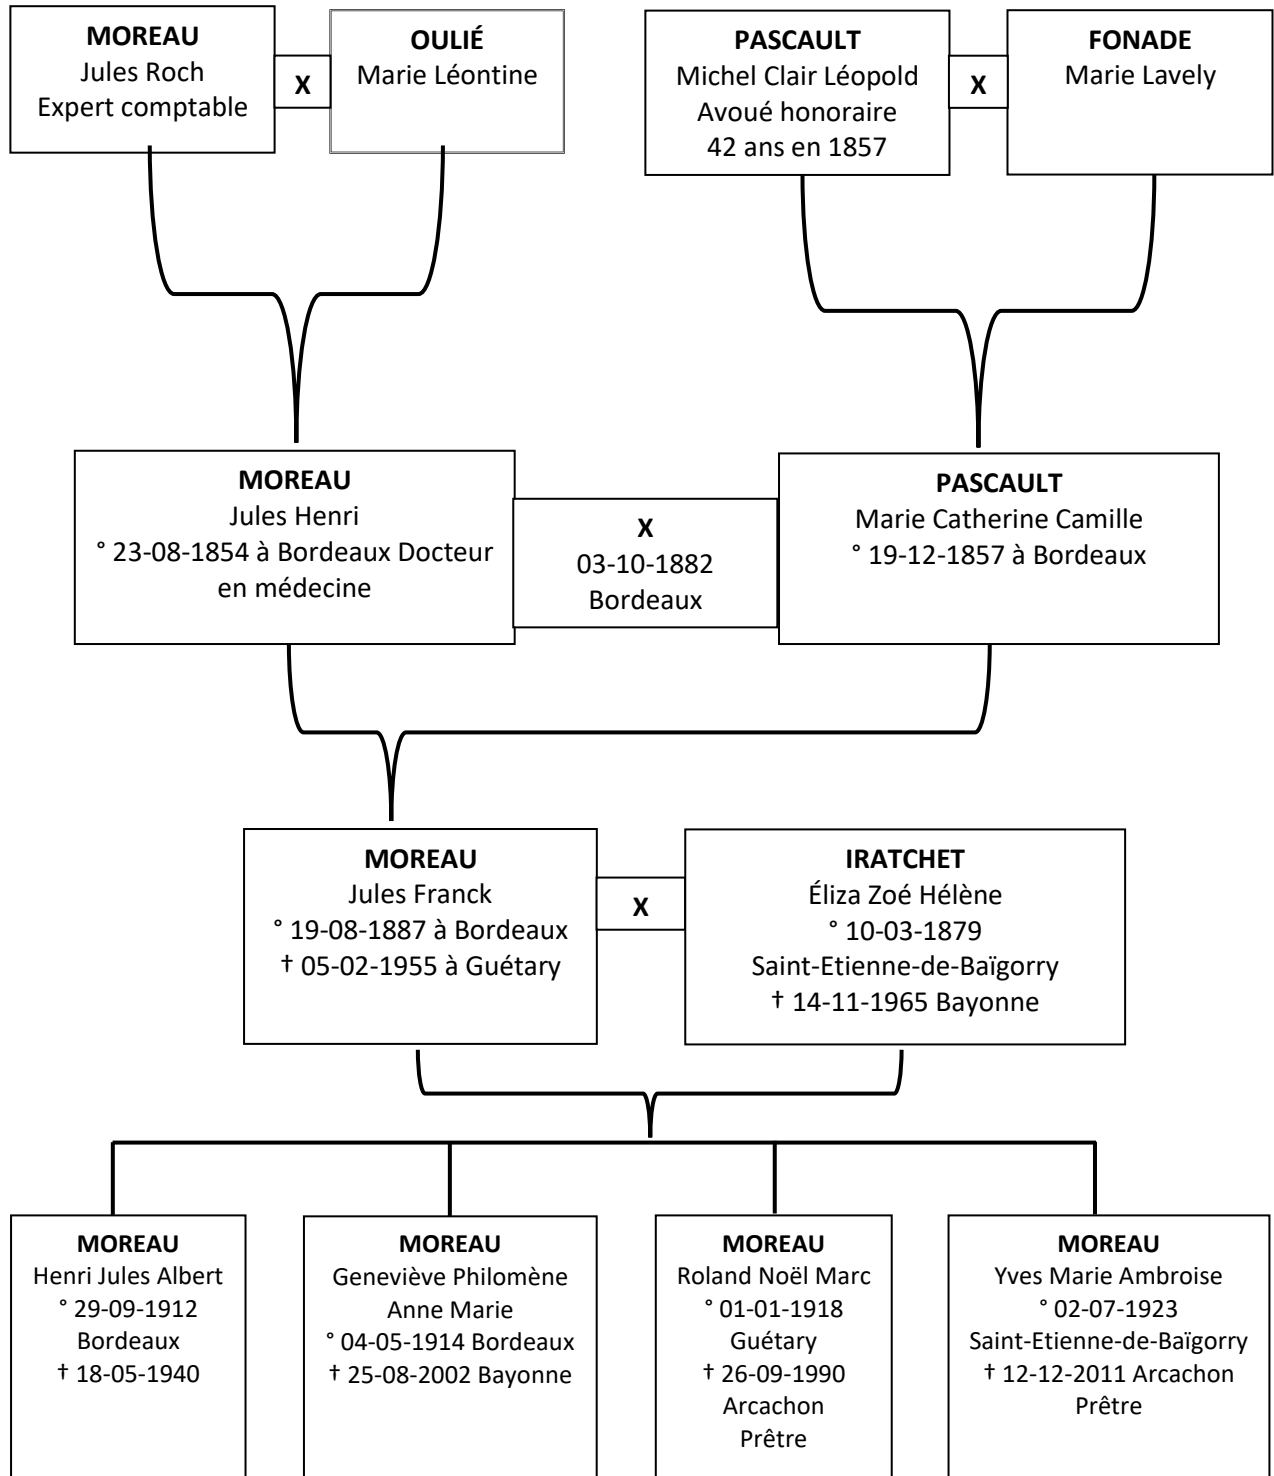 MOREAU
Jules Roch
Expert comptable
X
OULIÉ
Marie Léontine
PASCAULT
Michel Clair Léopold
Avoué honoraire
42 ans en 1857
X
FONADE
Marie Lavely
MOREAU
Jules Henri
° 23-08-1854 à Bordeaux Docteur
en médecine
X
03-10-1882
Bordeaux
PASCAULT
Marie Catherine Camille
° 19-12-1857 à Bordeaux
MOREAU
Jules Franck
° 19-08-1887 à Bordeaux
† 05-02-1955 à Guétary
X
IRATCHET
Éliza Zoé Hélène
° 10-03-1879
Saint-Etienne-de-Baïgorry
† 14-11-1965 Bayonne
MOREAU
Henri Jules Albert
° 29-09-1912
Bordeaux
† 18-05-1940
MOREAU
Geneviève Philomène
Anne Marie
° 04-05-1914 Bordeaux
† 25-08-2002 Bayonne
MOREAU
Roland Noël Marc
° 01-01-1918
Guétary
† 26-09-1990
Arcachon
Prêtre
MOREAU
Yves Marie Ambroise
° 02-07-1923
Saint-Etienne-de-Baïgorry
† 12-12-2011 Arcachon
Prêtre